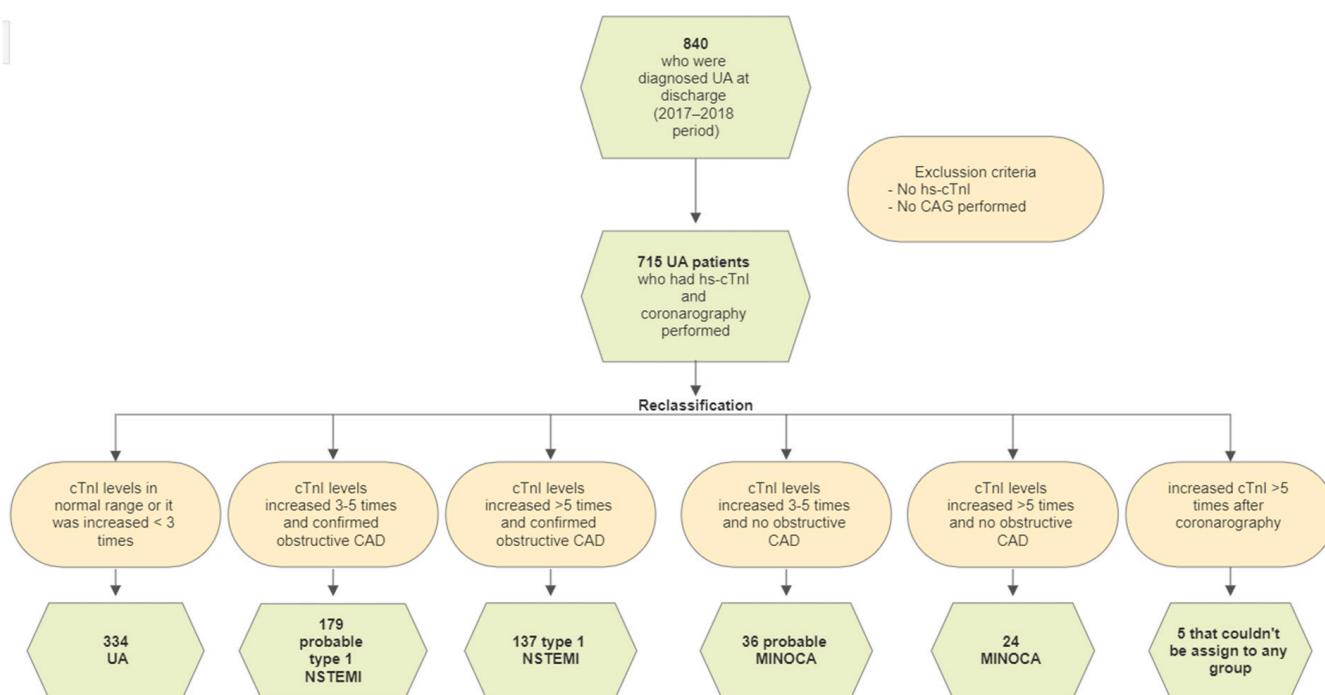 840
who were
diagnosed UA at
discharge
(2017–2018
period)
Exclussion criteria
- No hs-cTnI
- No CAG performed
715 UA patients
who had hs-cTnI
and
coronarography
performed
Reclassification
cTnI levels in
normal range or it
was increased < 3
times
cTnI levels
increased 3-5 times
and confirmed
obstructive CAD
cTnI levels
increased >5 times
and confirmed
obstructive CAD
cTnI levels
increased 3-5 times
and no obstructive
CAD
cTnI levels
increased >5 times
and no obstructive
CAD
increased cTnI >5
times after
coronarography
334
UA
179
probable
type 1
NSTEMI
137 type 1
NSTEMI
36 probable
MINOCA
24
MINOCA
5 that couldn't
be assign to any
group